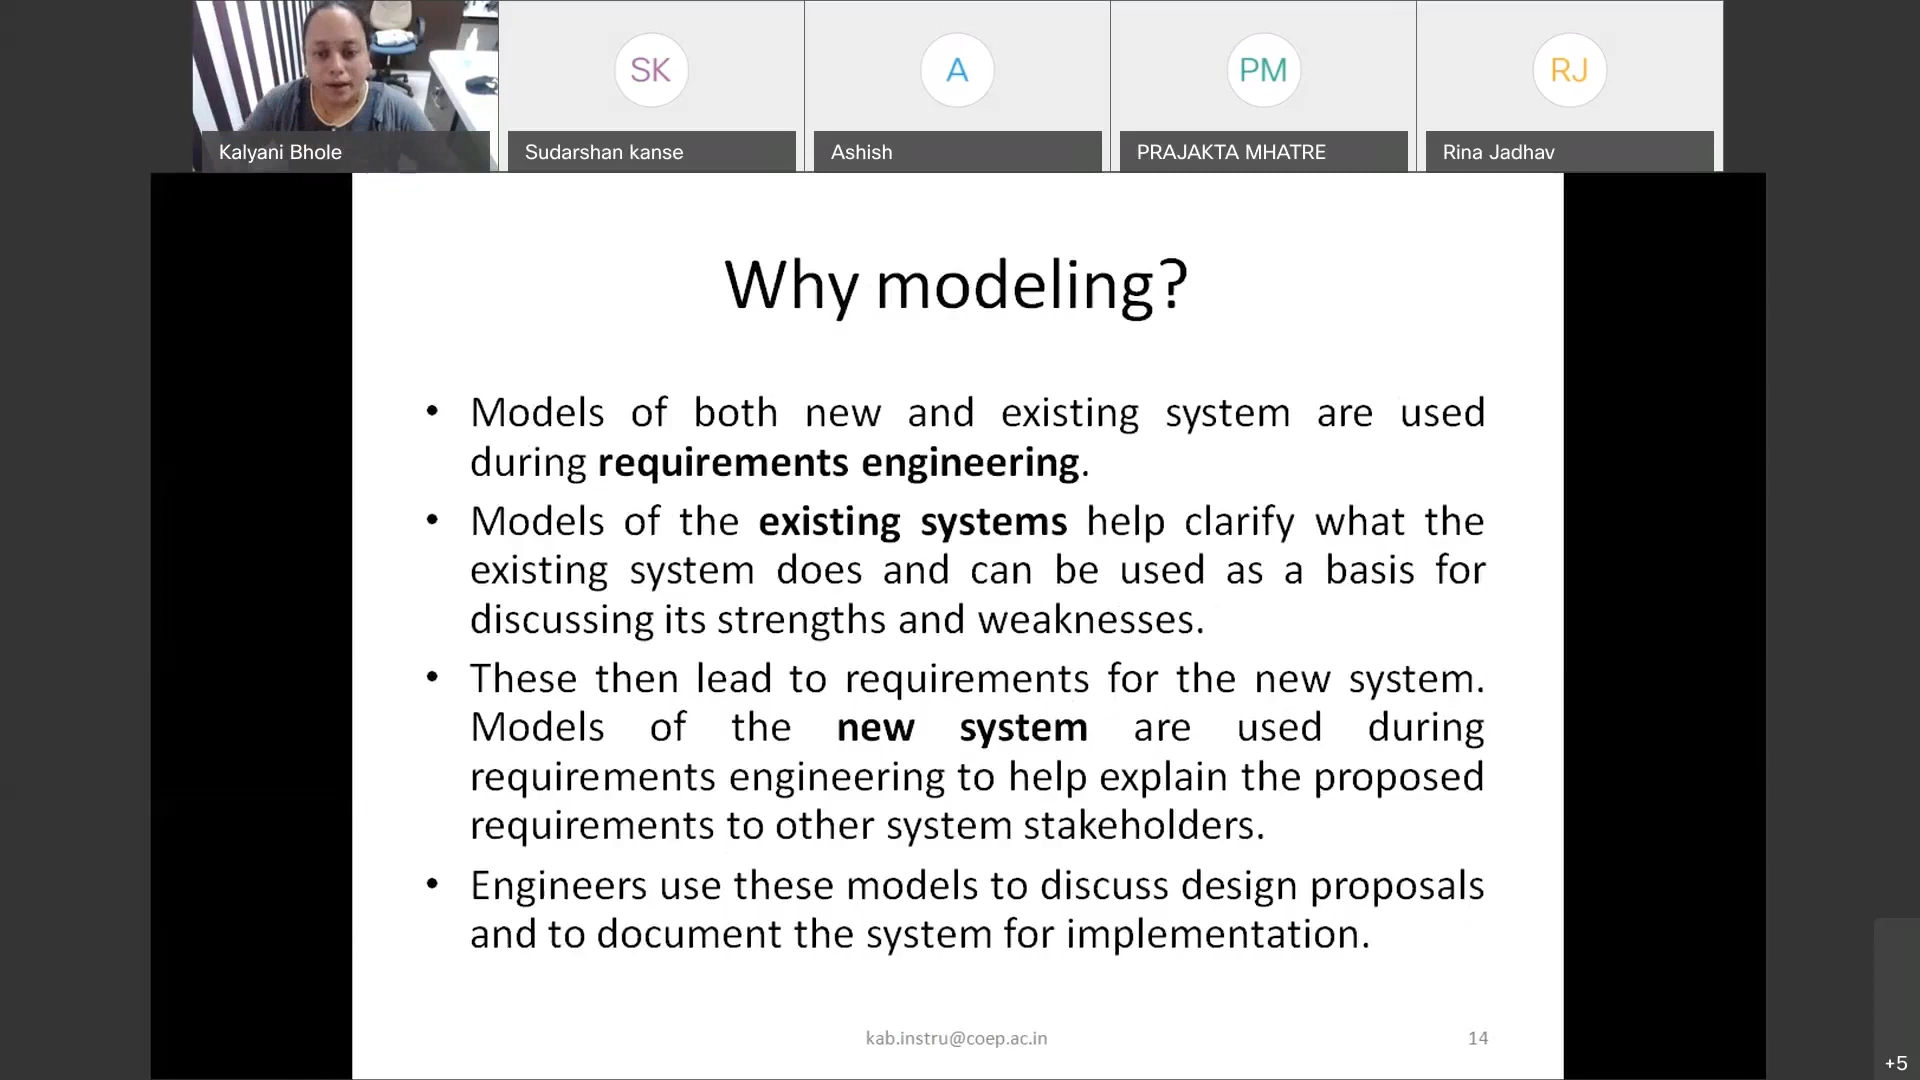 SK
A
PM
RJ
Kalyani Bhole
Sudarshan kanse
Ashish
PRAJAKTA MHATRE
Rina Jadhav
Why modeling?
• Models of both new and existing system are used
during requirements engineering.
• Models of the existing systems help clarify what the
existing system does and can be used as a basis for
discussing its strengths and weaknesses.
• These then lead to requirements for the new system.
Models of the new system are used during
requirements engineering to help explain the proposed
requirements to other system stakeholders.
• Engineers use these models to discuss design proposals
and to document the system for implementation.
kab.instru@coep.ac.in
14
+5